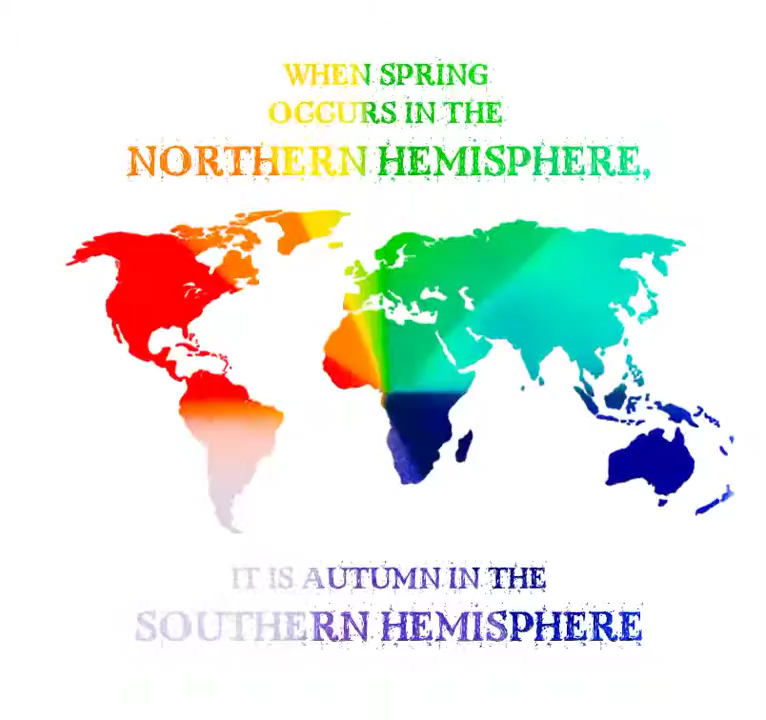 WHEN SPRING
OCCURS IN THE
NORTHERN HEMISPHERE,
IT IS AUTUMN IN THE
SOUTHERN HEMISPHERE